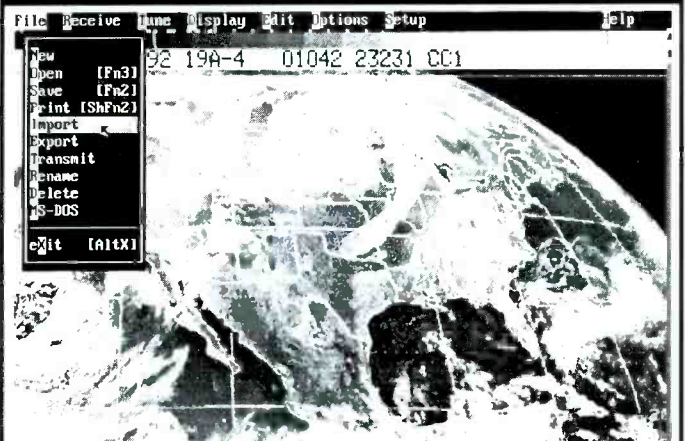 File Receive Tune Display Edit Options Setup Help
92 19A-4 01042 23231 CC1
New
Open [Fn3]
Save [Fn2]
Print [ShFn2]
Import
Export
Transmit
Rename
Delete
MS-DOS
eXit [AltX]